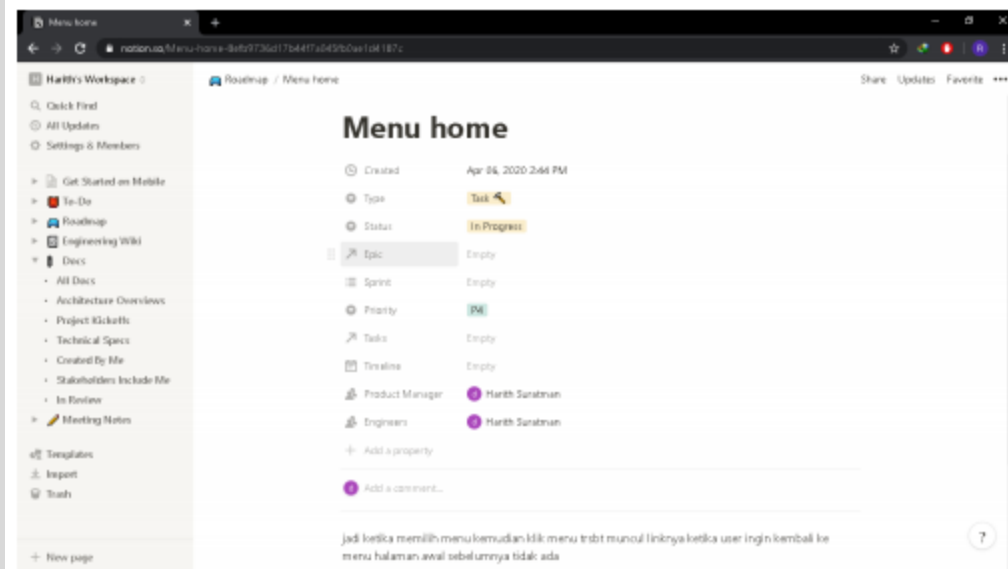 Menu home
notion.so/Menu-home-
Harith's Workspace
Roadmap / Menu home
Share Updates Favorite
Quick Find
All Updates
Settings & Members
Get Started on Mobile
To-Do
Roadmap
Engineering Wiki
Docs
All Docs
Architecture Overviews
Project Kickoffs
Technical Specs
Created By Me
Stakeholders Include Me
In Review
Meeting Notes
Templates
Import
Trash
New page
Menu home
Created Apr 06, 2020 2:44 PM
Type Task
Status In Progress
Epic Empty
Sprint Empty
Priority
Tasks Empty
Timeline Empty
Product Manager Harith Suratman
Engineers Harith Suratman
Add a property
Add a comment...
jadi ketika memilih menu kemudian klik menu trsbt muncul linknya ketika user ingin kembali ke
menu halaman awal sebelumnya tidak ada
?